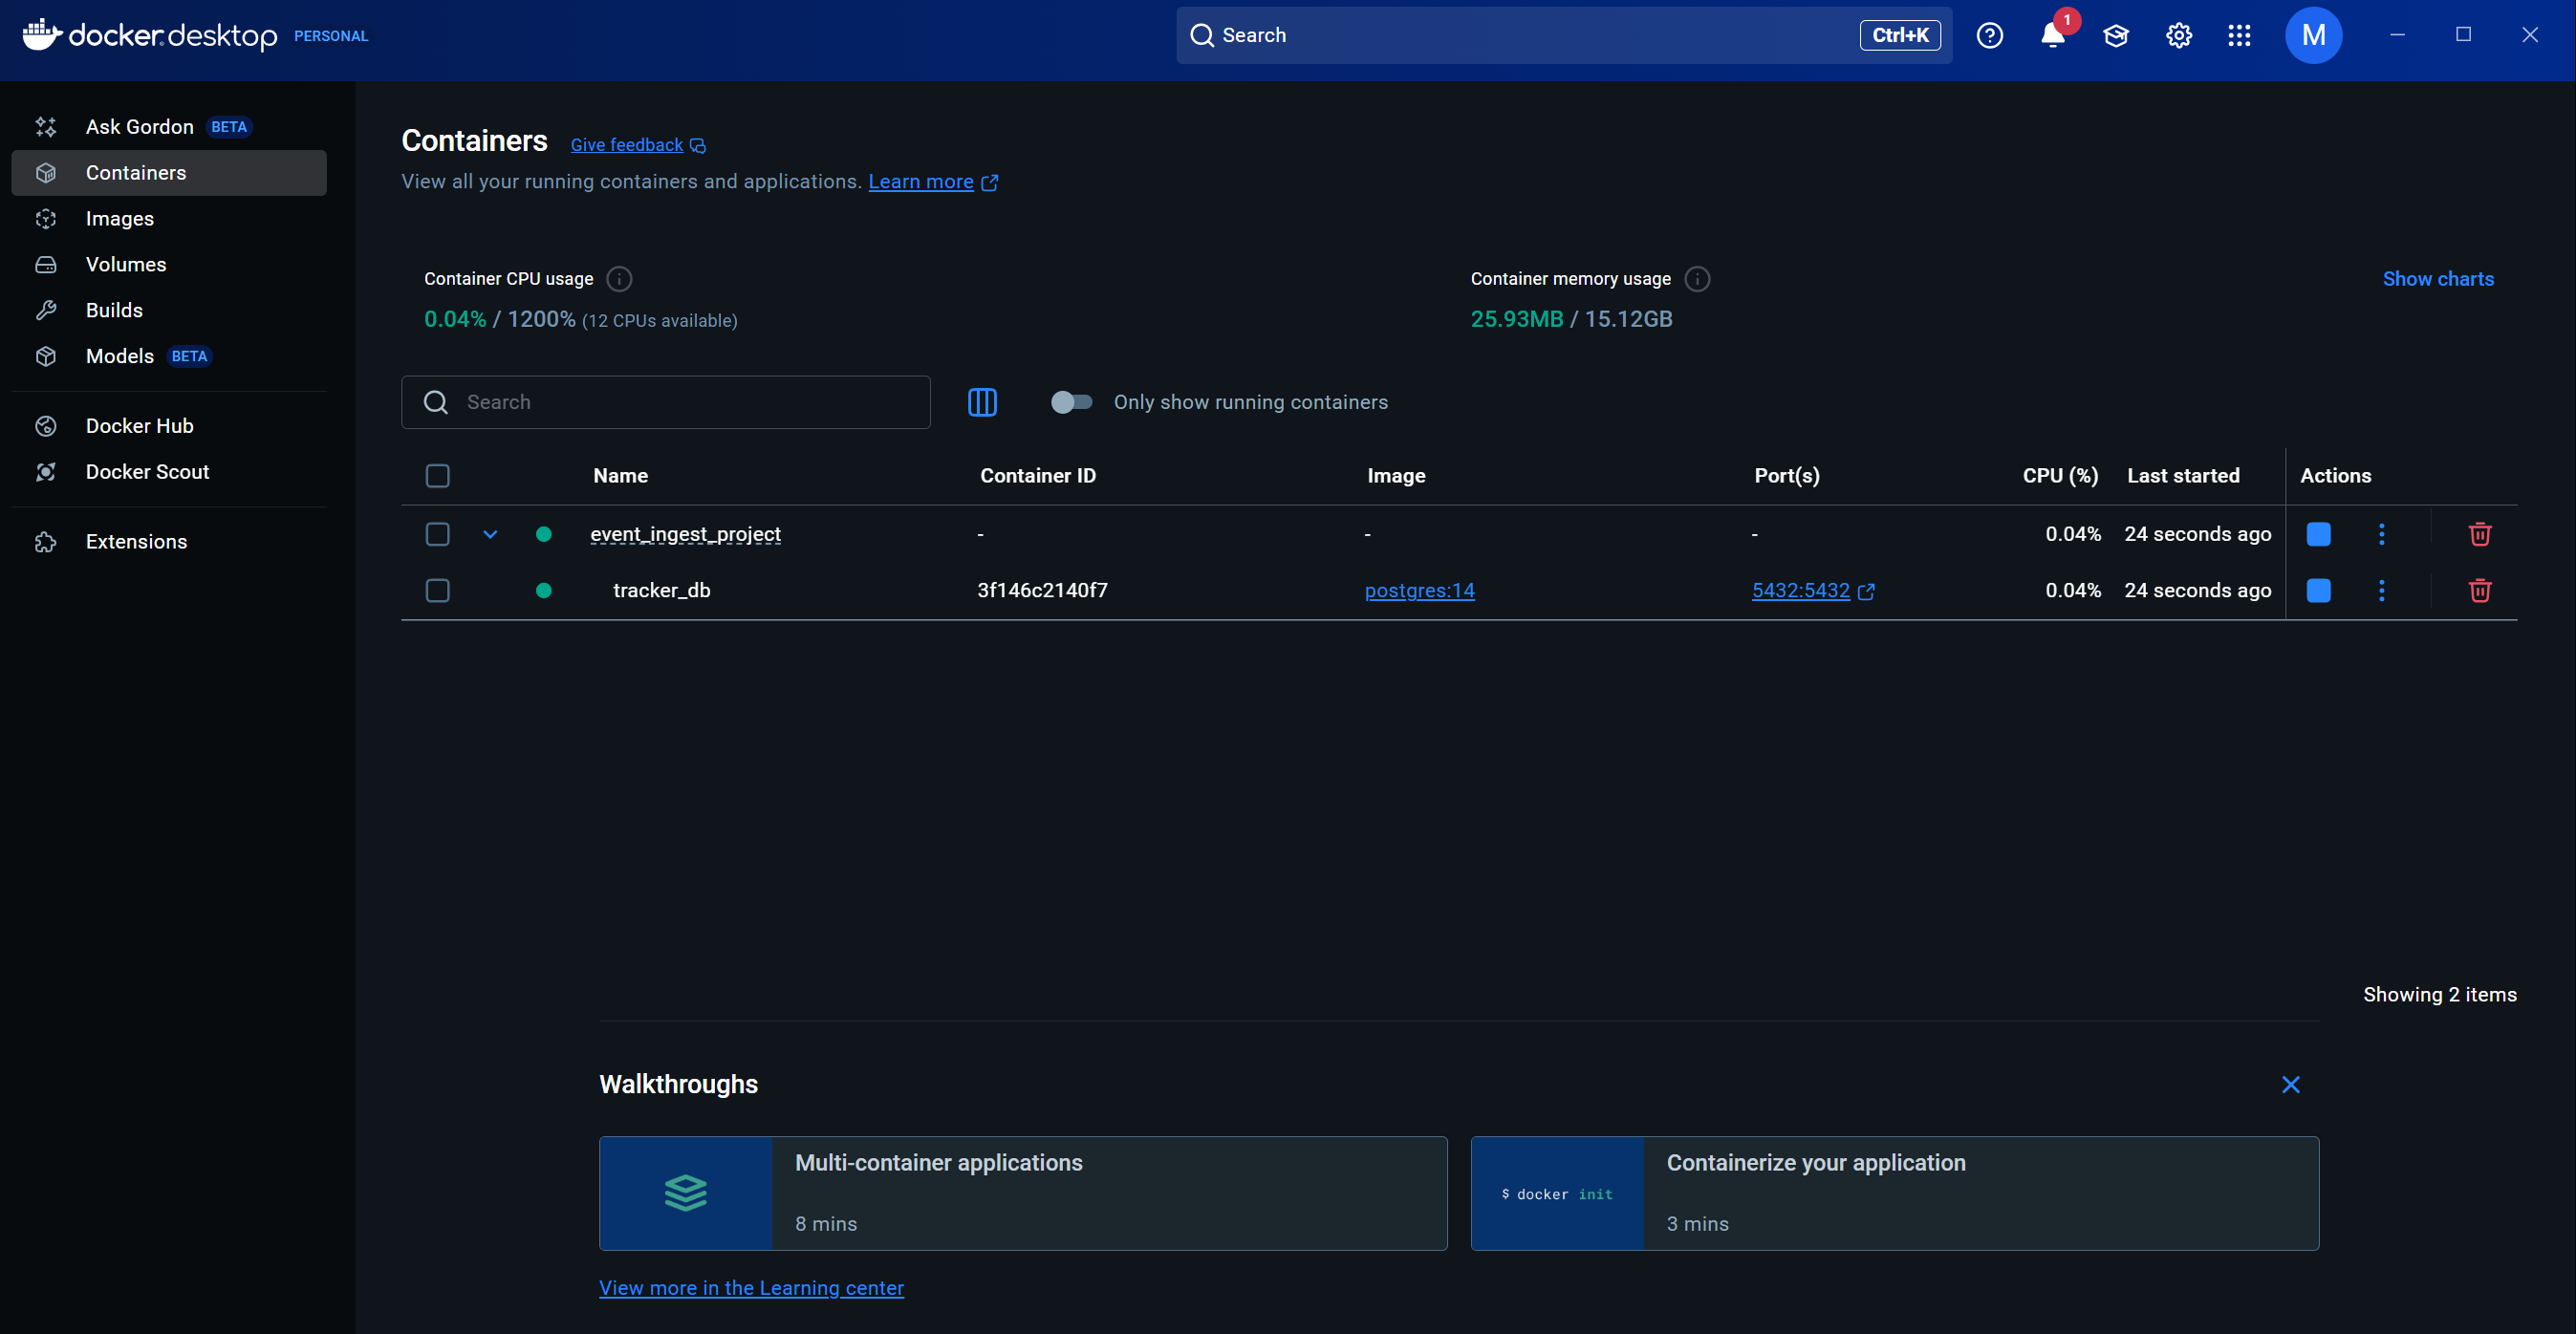 docker.desktop PERSONAL
Search Ctrl+K 1 M
Ask Gordon BETA
Containers
Images
Volumes
Builds
Models BETA
Docker Hub
Docker Scout
Extensions
Containers Give feedback
View all your running containers and applications. Learn more
Container CPU usage
0.04% / 1200% (12 CPUs available)
Container memory usage
25.93MB / 15.12GB
Show charts
Search
Only show running containers
Name Container ID Image Port(s) CPU (%) Last started Actions
event_ingest_project - - - 0.04% 24 seconds ago
tracker_db 3f146c2140f7 postgres:14 5432:5432 0.04% 24 seconds ago
Showing 2 items
Walkthroughs
Multi-container applications
8 mins
$ docker init
Containerize your application
3 mins
View more in the Learning center